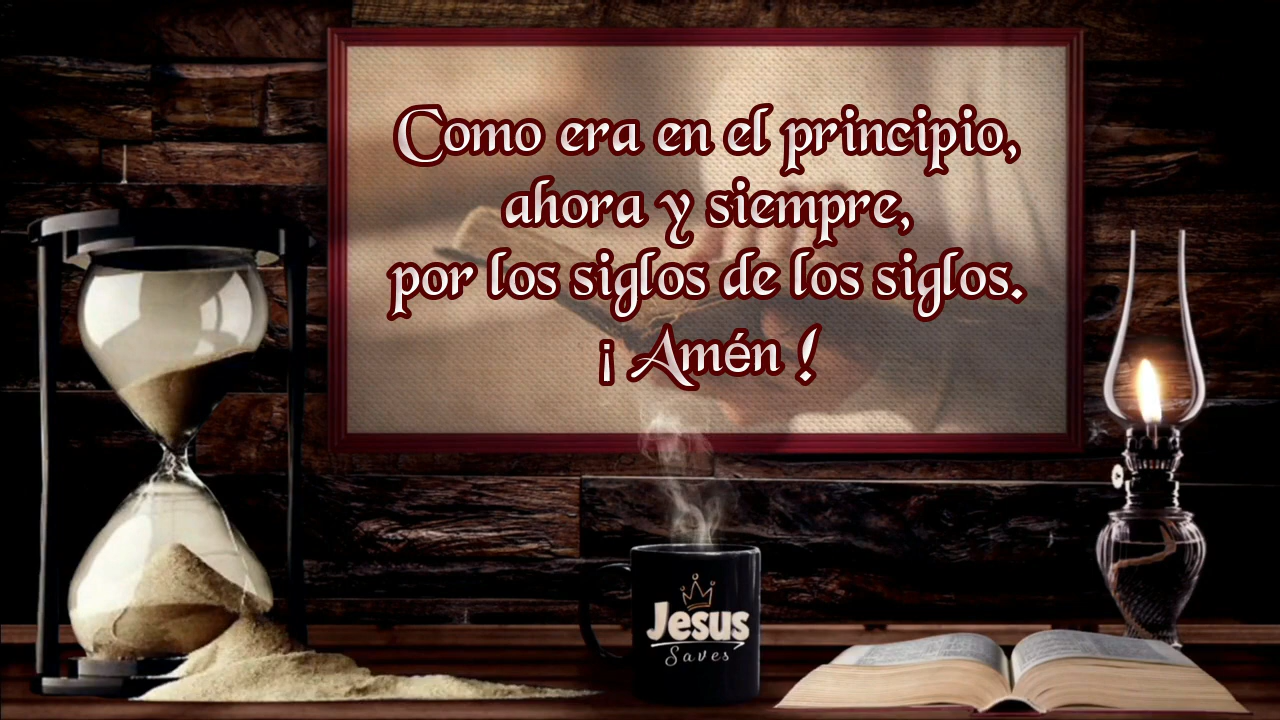 Como era en el principio,
ahora y siempre,
por los siglos de los siglos.
¡ Amén !
Jesus
Saves